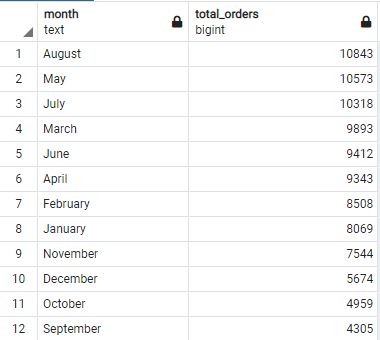 month total_orders
text bigint
1 August 10843
2 May 10573
3 July 10318
4 March 9893
5 June 9412
6 April 9343
7 February 8508
8 January 8069
9 November 7544
10 December 5674
11 October 4959
12 September 4305